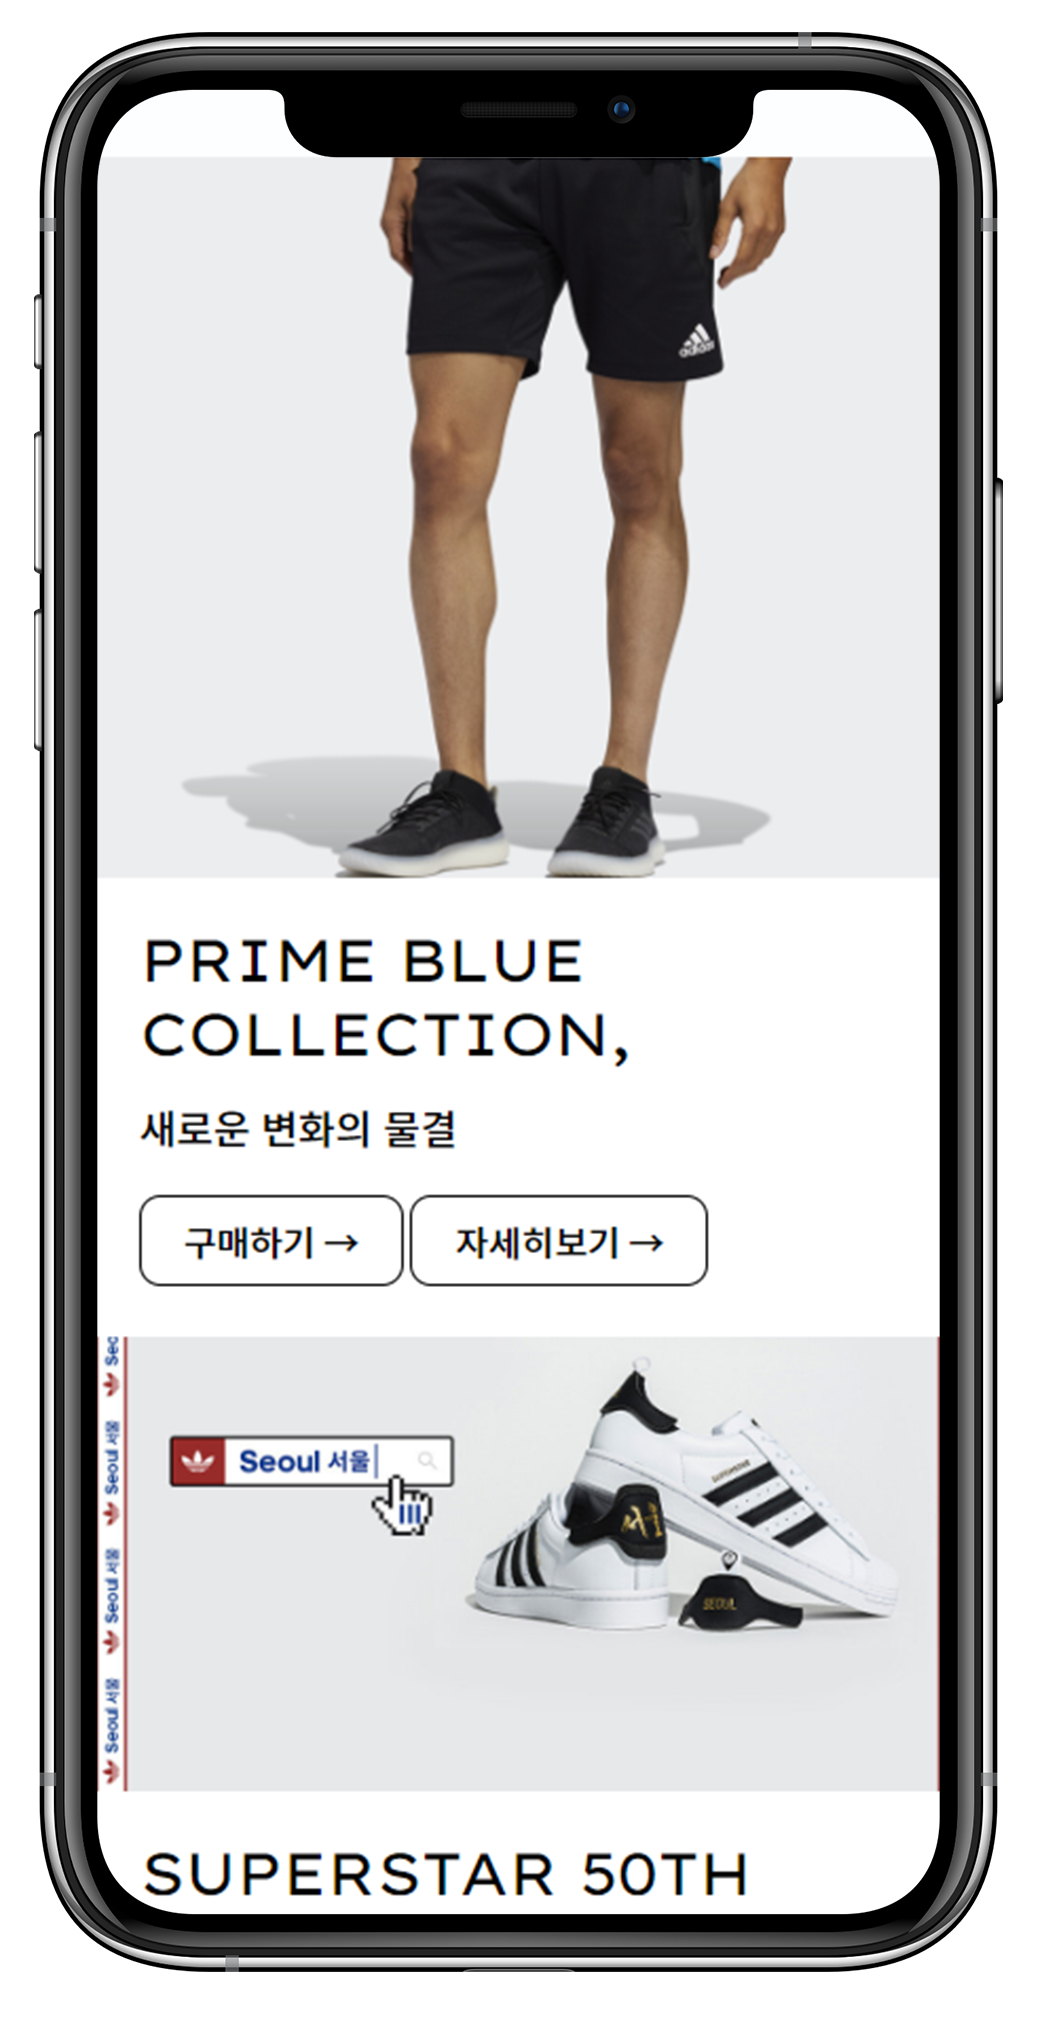 adidas
PRIME BLUE
COLLECTION,
새로운 변화의 물결
구매하기 →
자세히보기 →
Seoul 서울
Seoul 서울
Seoul 서울
Seoul 서울
SUPERSTAR
서울
SEOUL
SUPERSTAR 50TH